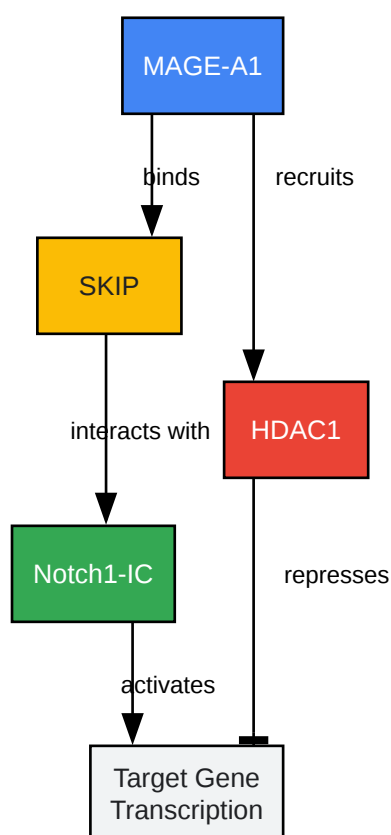 MAGE-A1
binds
recruits
SKIP
interacts with
HDAC1
Notch1-IC
represses
activates
Target Gene
Transcription